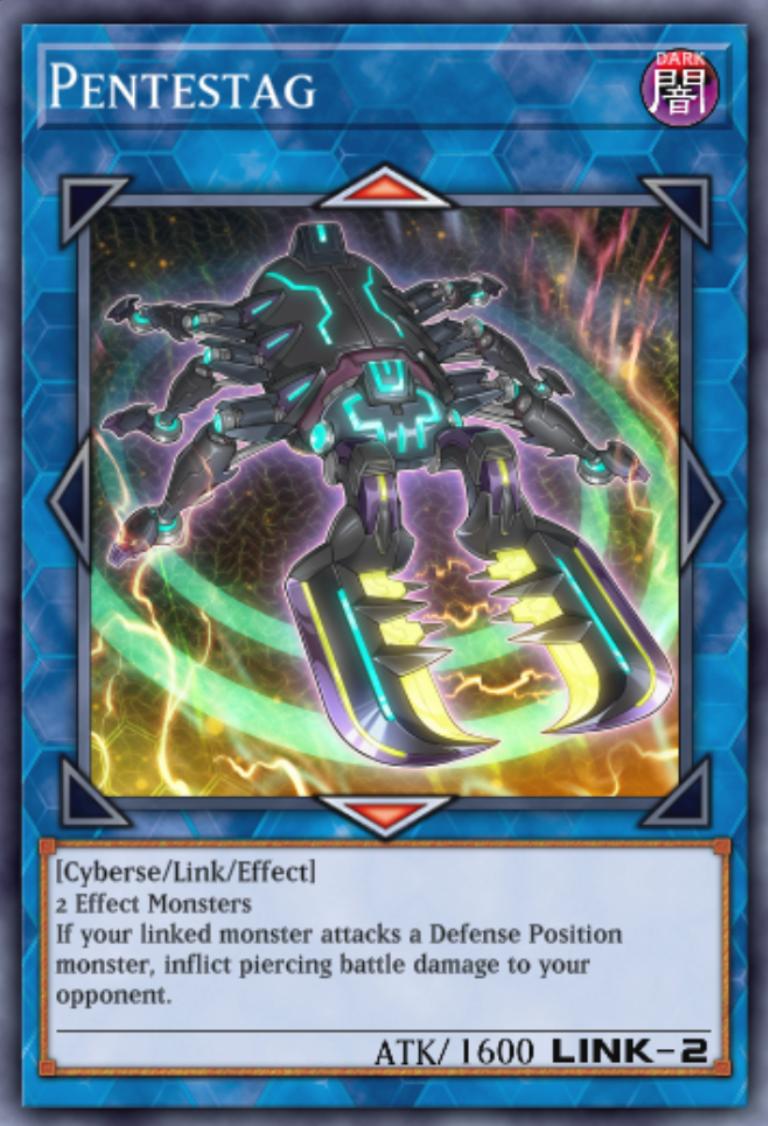 PENTESTAG
DARK
闇
[Cyberse/Link/Effect]
2 Effect Monsters
If your linked monster attacks a Defense Position
monster, inflict piercing battle damage to your
opponent.
ATK/1600 LINK-2